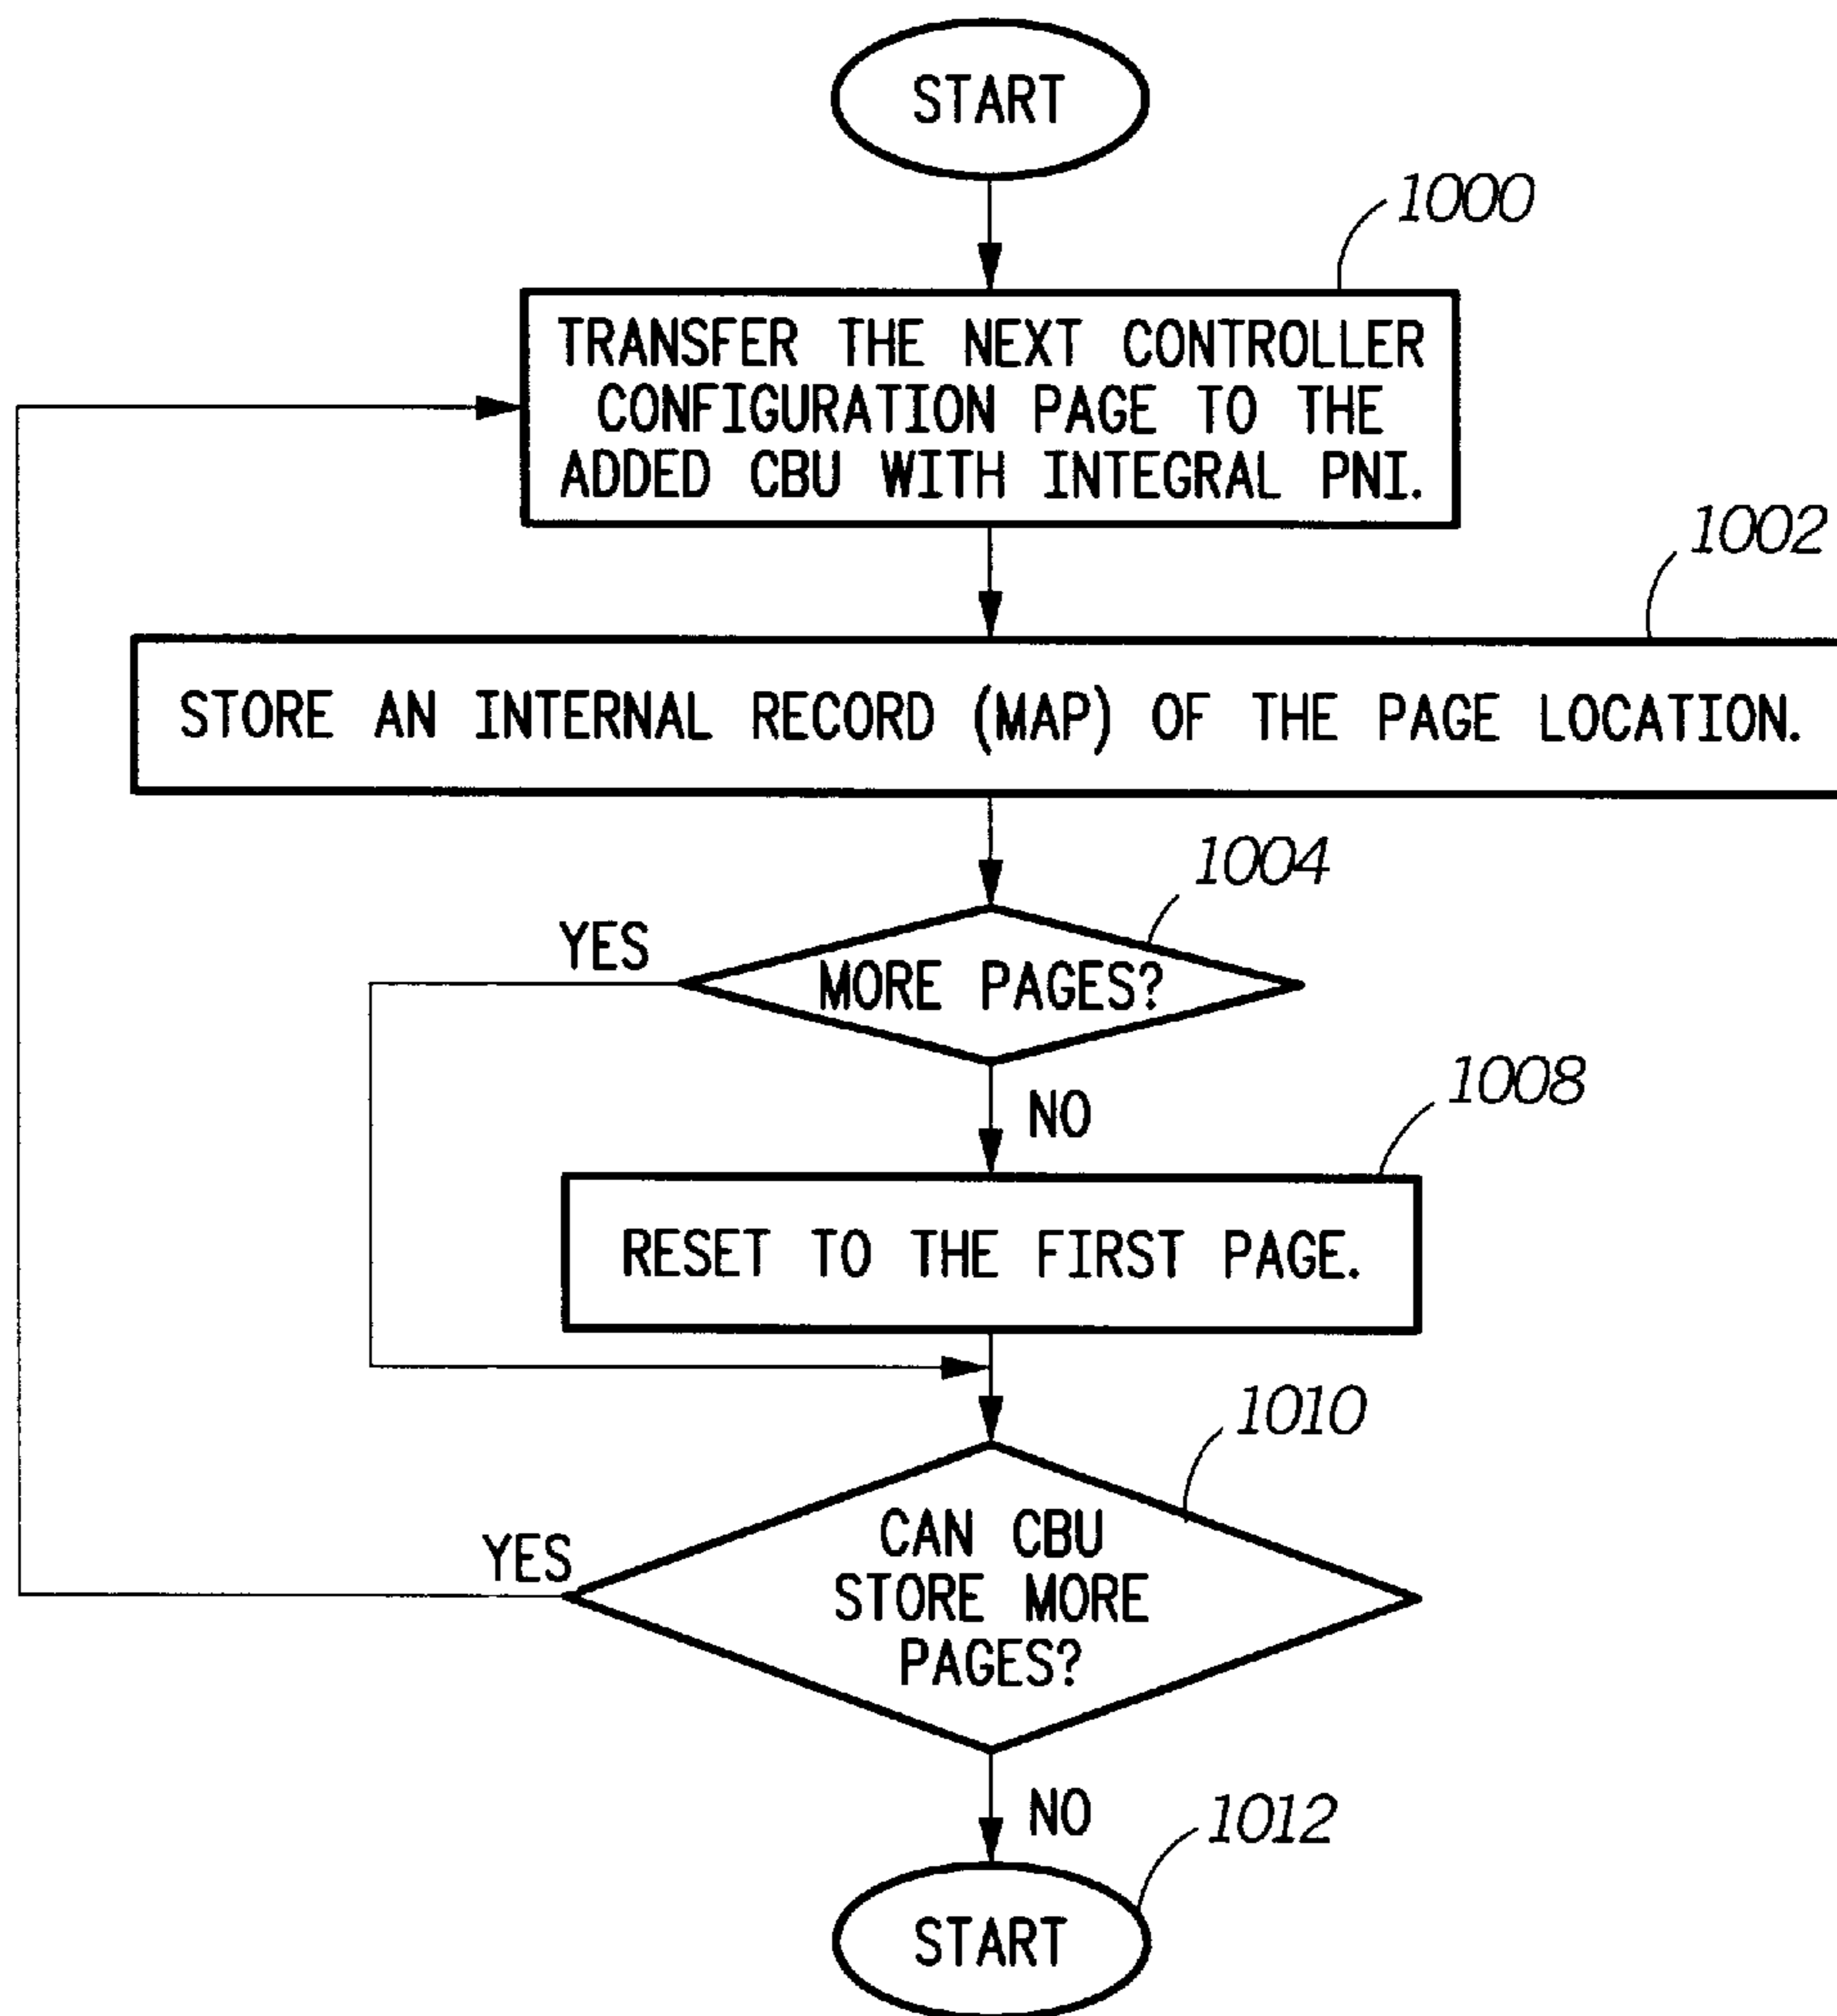 START
1000
TRANSFER THE NEXT CONTROLLER
CONFIGURATION PAGE TO THE
ADDED CBU WITH INTEGRAL PNI.
1002
STORE AN INTERNAL RECORD (MAP) OF THE PAGE LOCATION.
1004
YES
MORE PAGES?
NO
1008
RESET TO THE FIRST PAGE.
1010
CAN CBU
YES
STORE MORE
PAGES?
NO
1012
START